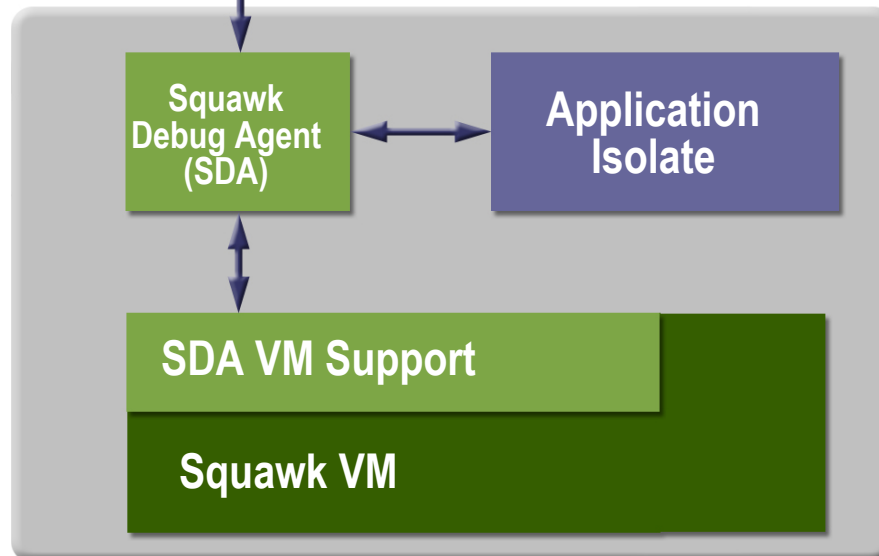 Squawk
Debug Agent
(SDA)
Application
Isolate
SDA VM Support
Squawk VM